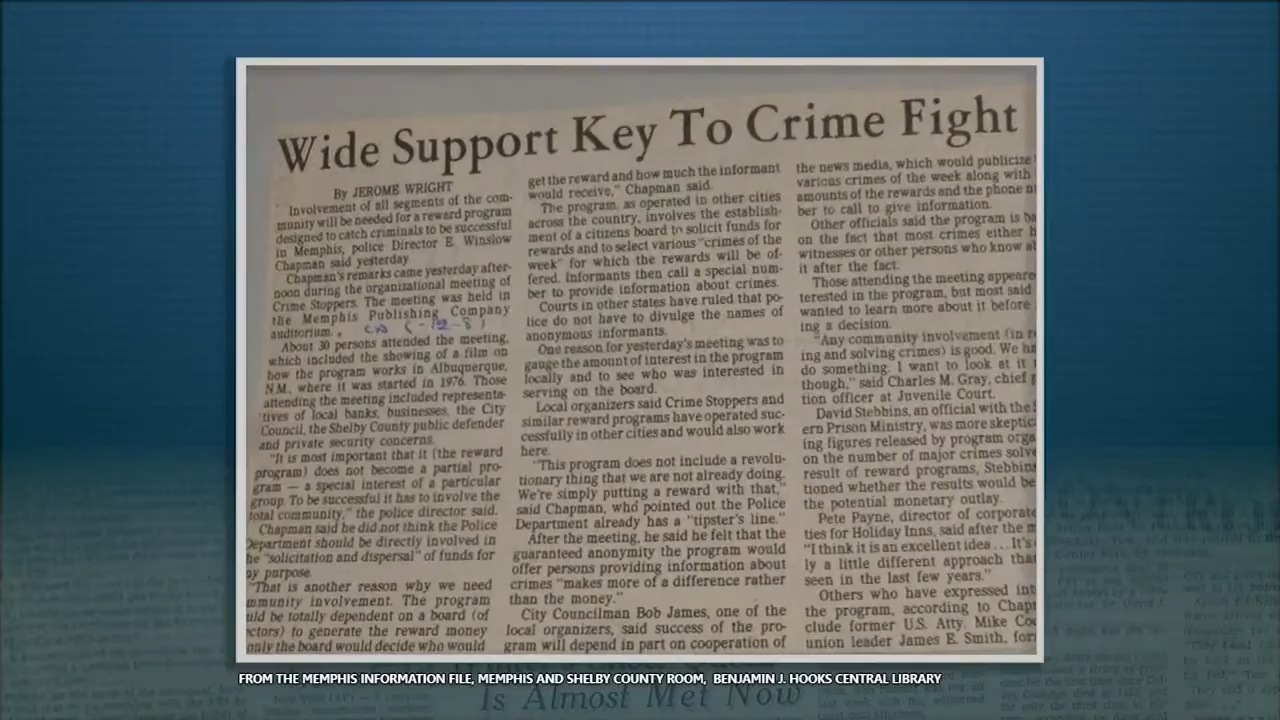 Wide Support Key To Crime Fight
By JEROME WRIGHT
Involvement of all segments of the com-
munity will be needed for a reward program
designed to catch criminals to be successful
in Memphis, police Director E. Winslow
Chapman said yesterday.
Chapman's remarks came yesterday after-
noon during the organizational meeting of
Crime Stoppers. The meeting was held in
the Memphis Publishing Company
auditorium.
About 30 persons attended the meeting,
which included the showing of a film on
how the program works in Albuquerque,
N.M., where it was started in 1976. Those
attending the meeting included representa-
tives of local banks, businesses, the City
Council, the Shelby County public defender
and private security concerns.
"It is most important that it (the reward
program) does not become a partial pro-
gram — a special interest of a particular
group. To be successful it has to involve the
total community," the police director said.
Chapman said he did not think the Police
Department should be directly involved in
he "solicitation and dispersal" of funds for
by purpose.
"That is another reason why we need
mmunity involvement. The program
uld be totally dependent on a board (of
ectors) to generate the reward money
nly the board would decide who would
get the reward and how much the informant
would receive," Chapman said.
The program, as operated in other cities
across the country, involves the establish-
ment of a citizens board to solicit funds for
rewards and to select various "crimes of the
week" for which the rewards will be of-
fered. Informants then call a special num-
ber to provide information about crimes.
Courts in other states have ruled that po-
lice do not have to divulge the names of
anonymous informants.
One reason for yesterday's meeting was to
gauge the amount of interest in the program
locally and to see who was interested in
serving on the board.
Local organizers said Crime Stoppers and
similar reward programs have operated suc-
cessfully in other cities and would also work
here.
"This program does not include a revolu-
tionary thing that we are not already doing.
We're simply putting a reward with that,"
said Chapman, who pointed out the Police
Department already has a "tipster's line."
After the meeting, he said he felt that the
guaranteed anonymity the program would
offer persons providing information about
crimes "makes more of a difference rather
than the money."
City Councilman Bob James, one of the
local organizers, said success of the pro-
gram will depend in part on cooperation of
the news media, which would publicize
various crimes of the week along with
amounts of the rewards and the phone n
ber to call to give information.
Other officials said the program is ba
on the fact that most crimes either h
witnesses or other persons who know a
it after the fact.
Those attending the meeting appeare
terested in the program, but most said
wanted to learn more about it before
ing a decision.
"Any community involvement (in r
ing and solving crimes) is good. We ha
do something. I want to look at it
though," said Charles M. Gray, chief p
tion officer at Juvenile Court.
David Stebbins, an official with the
ern Prison Ministry, was more skeptic
ing figures released by program orga
on the number of major crimes solve
result of reward programs, Stebbins
tioned whether the results would be
the potential monetary outlay.
Pete Payne, director of corporate
ties for Holiday Inns, said after the m
"I think it is an excellent idea . . . It's
ly a little different approach tha
seen in the last few years."
Others who have expressed int
the program, according to Chap
clude former U.S. Atty. Mike Co
union leader James E. Smith, for
FROM THE MEMPHIS INFORMATION FILE, MEMPHIS AND SHELBY COUNTY ROOM, BENJAMIN J. HOOKS CENTRAL LIBRARY
Is Almost Met Now